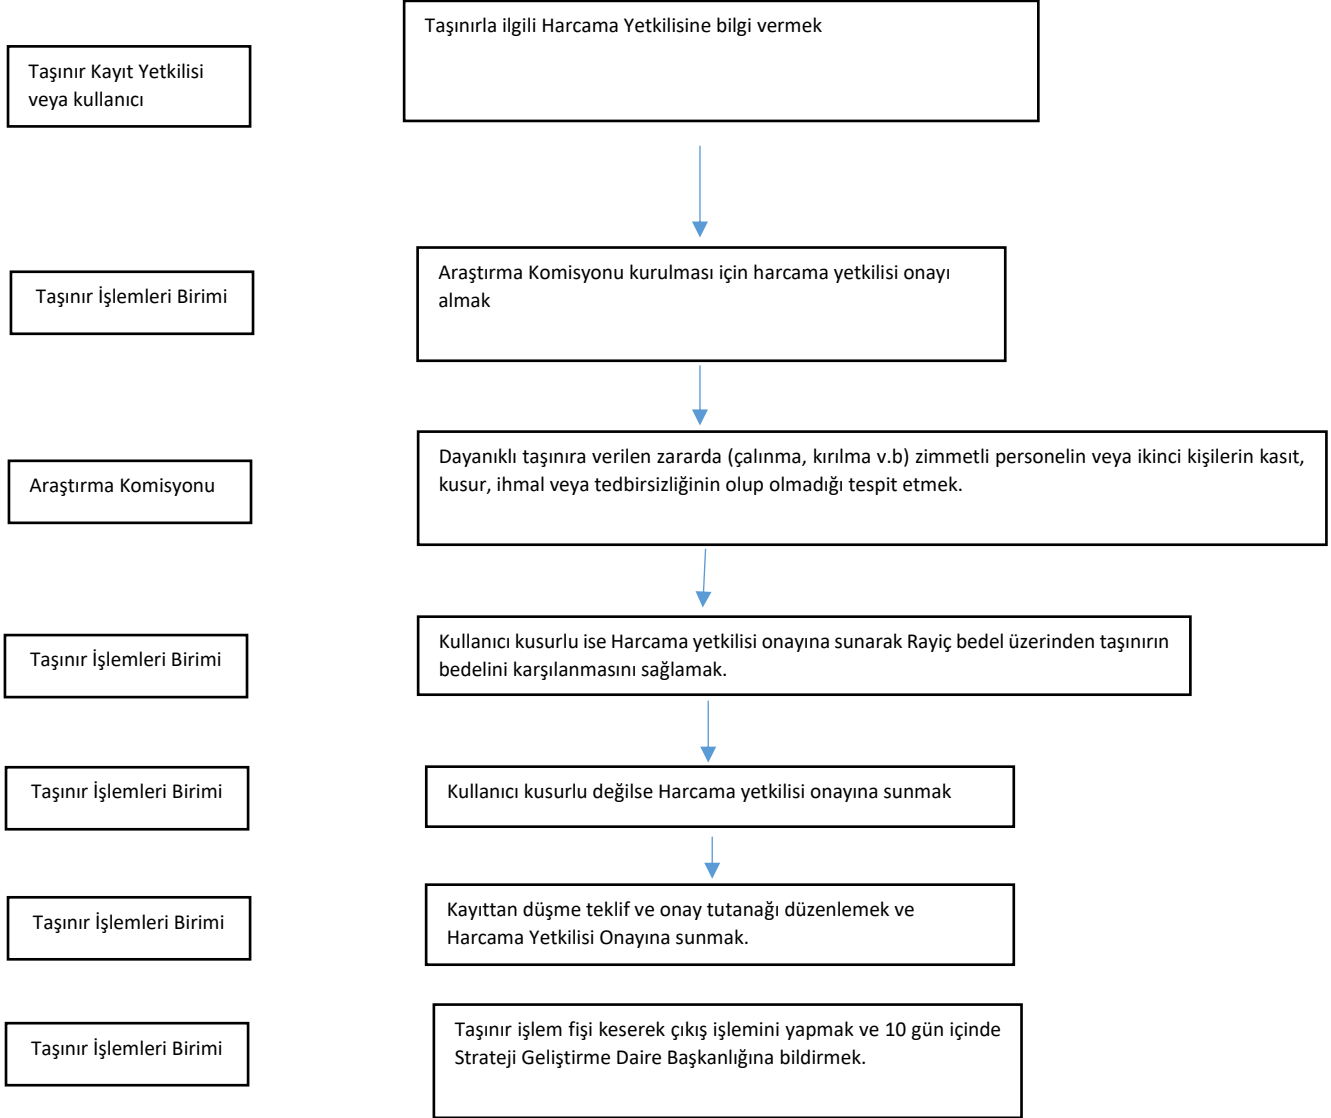 Taşınırla ilgili Harcama Yetkilisine bilgi vermek
Taşınır Kayıt Yetkilisi
veya kullanıcı
Araştırma Komisyonu kurulması için harcama yetkilisi onayı
almak
Taşınır İşlemleri Birimi
Dayanıklı taşınıra verilen zararda (çalınma, kırılma v.b) zimmetli personelin veya ikinci kişilerin kasıt,
kusur, ihmal veya tedbirsizliğinin olup olmadığı tespit etmek.
Araştırma Komisyonu
Kullanıcı kusurlu ise Harcama yetkilisi onayına sunarak Rayiç bedel üzerinden taşınırın
bedelini karşılanmasını sağlamak.
Taşınır İşlemleri Birimi
Kullanıcı kusurlu değilse Harcama yetkilisi onayına sunmak
Taşınır İşlemleri Birimi
Kayıttan düşme teklif ve onay tutanağı düzenlemek ve
Harcama Yetkilisi Onayına sunmak.
Taşınır İşlemleri Birimi
Taşınır işlem fişi keserek çıkış işlemini yapmak ve 10 gün içinde
Strateji Geliştirme Daire Başkanlığına bildirmek.
Taşınır İşlemleri Birimi